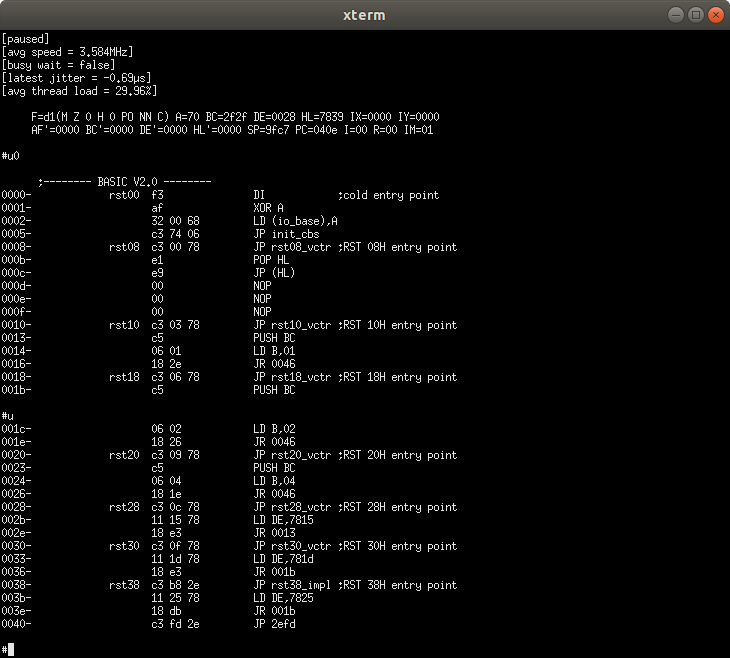 xterm
[paused]
[avg speed = 3.584MHz]
[busy wait = false]
[latest jitter = -0.69µs]
[avg thread load = 29.96%]
F=d1(M Z 0 H 0 PO NN C) A=70 BC=2f2f DE=0028 HL=7839 IX=0000 IY=0000
AF'=0000 BC'=0000 DE'=0000 HL'=0000 SP=9fc7 PC=040e I=00 R=00 IM=01
#u0
;-------- BASIC V2.0 --------
0000- rst00 f3 DI ;cold entry point
0001- af XOR A
0002- 32 00 68 LD (io_base),A
0005- c3 74 06 JP init_cbs
0008- rst08 c3 00 78 JP rst08_vctr ;RST 08H entry point
000b- e1 POP HL
000c- e9 JP (HL)
000d- 00 NOP
000e- 00 NOP
000f- 00 NOP
0010- rst10 c3 03 78 JP rst10_vctr ;RST 10H entry point
0013- c5 PUSH BC
0014- 06 01 LD B,01
0016- 18 2e JR 0046
0018- rst18 c3 06 78 JP rst18_vctr ;RST 18H entry point
001b- c5 PUSH BC
#u
001c- 06 02 LD B,02
001e- 18 26 JR 0046
0020- rst20 c3 09 78 JP rst20_vctr ;RST 20H entry point
0023- c5 PUSH BC
0024- 06 04 LD B,04
0026- 18 1e JR 0046
0028- rst28 c3 0c 78 JP rst28_vctr ;RST 28H entry point
002b- 11 15 78 LD DE,7815
002e- 18 e3 JR 0013
0030- rst30 c3 0f 78 JP rst30_vctr ;RST 30H entry point
0033- 11 1d 78 LD DE,781d
0036- 18 e3 JR 001b
0038- rst38 c3 b8 2e JP rst38_impl ;RST 38H entry point
003b- 11 25 78 LD DE,7825
003e- 18 db JR 001b
0040- c3 fd 2e JP 2efd
#